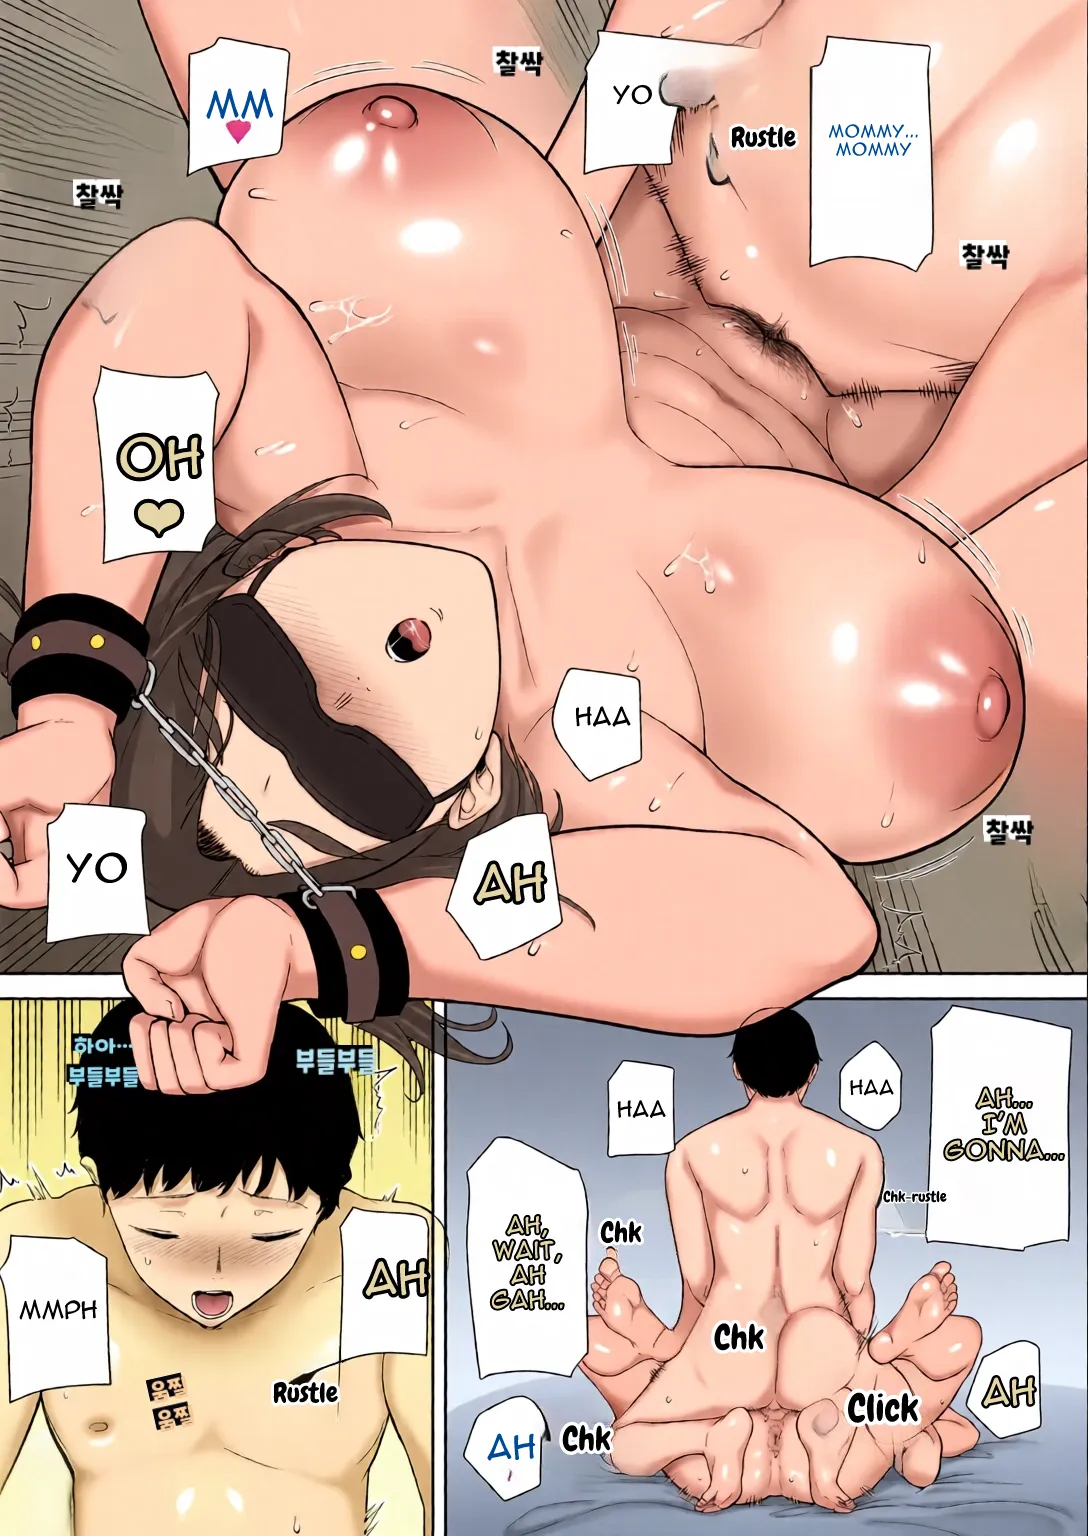 찰싹
MM
YO
Rustle
MOMMY...
MOMMY
찰싹
찰싹
OH
HAA
찰싹
YO
AH
하아…
부들부들
부들부들
MMPH
AH
움찔
움찔
Rustle
HAA
HAA
AH...
I'M
GONNA...
Chk-rustle
AH,
WAIT,
AH
GAH...
Chk
Chk
AH
Click
AH
Chk